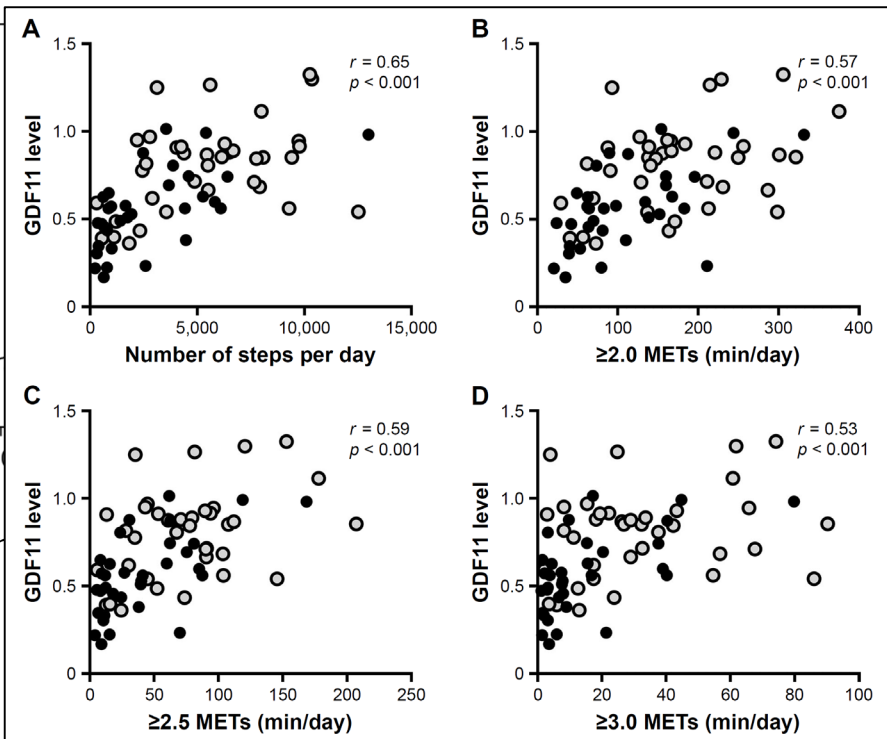 A
r = 0.65
p < 0.001
GDF11 level
1.5
1.0
0.5
0
0 5,000 10,000 15,000
Number of steps per day
B
r = 0.57
p < 0.001
GDF11 level
1.5
1.0
0.5
0
0 100 200 300 400
≥2.0 METs (min/day)
C
r = 0.59
p < 0.001
GDF11 level
1.5
1.0
0.5
0
0 50 100 150 200 250
≥2.5 METs (min/day)
D
r = 0.53
p < 0.001
GDF11 level
1.5
1.0
0.5
0
0 20 40 60 80 100
≥3.0 METs (min/day)